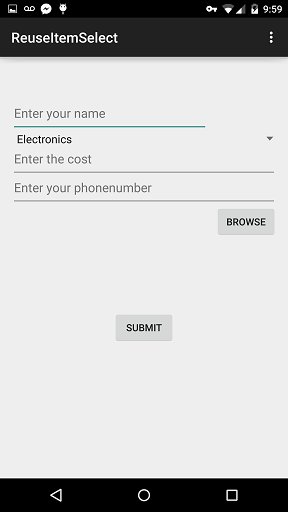 9:59
ReuseItemSelect
Enter your name
Electronics
Enter the cost
Enter your phonenumber
BROWSE
SUBMIT